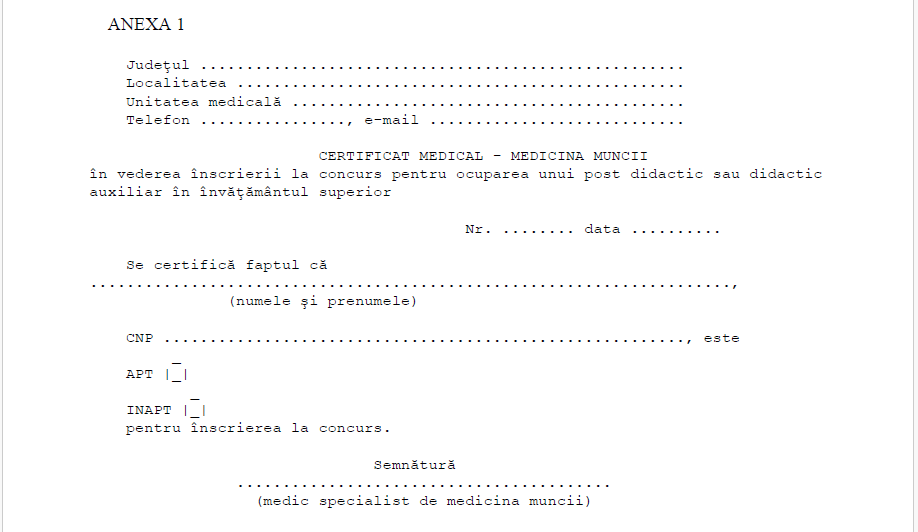 ANEXA 1
Judeţul .....................................................
Localitatea .................................................
Unitatea medicală ...........................................
Telefon ................, e-mail ............................
CERTIFICAT MEDICAL - MEDICINA MUNCII
în vederea înscrierii la concurs pentru ocuparea unui post didactic sau didactic
auxiliar în învăţământul superior
Nr. ........ data ..........
Se certifică faptul că
......................................................................,
(numele şi prenumele)
CNP ........................................................., este
APT |_|
INAPT |_|
pentru înscrierea la concurs.
Semnătură
.........................................
(medic specialist de medicina muncii)